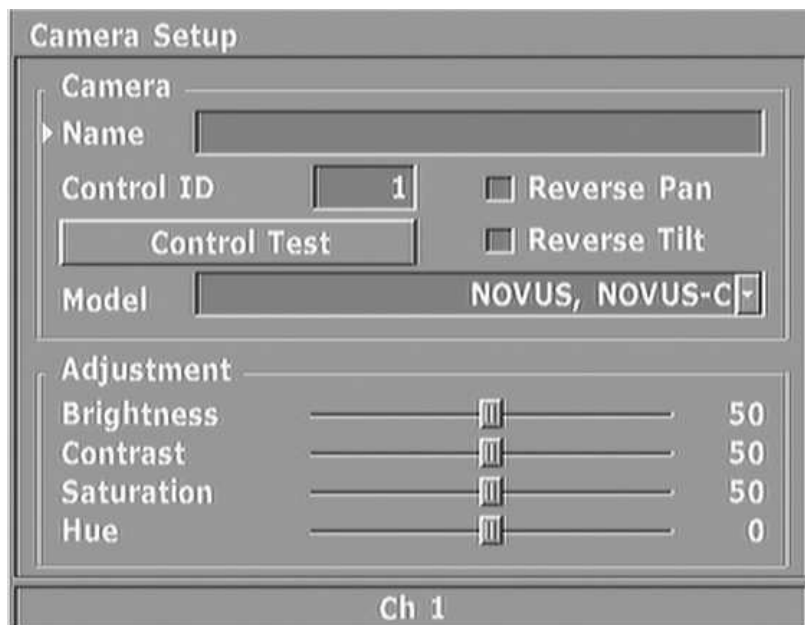 Camera Setup
Camera
Name
Control ID 1 Reverse Pan
Control Test Reverse Tilt
Model NOVUS, NOVUS-C
Adjustment
Brightness 50
Contrast 50
Saturation 50
Hue 0
Ch 1